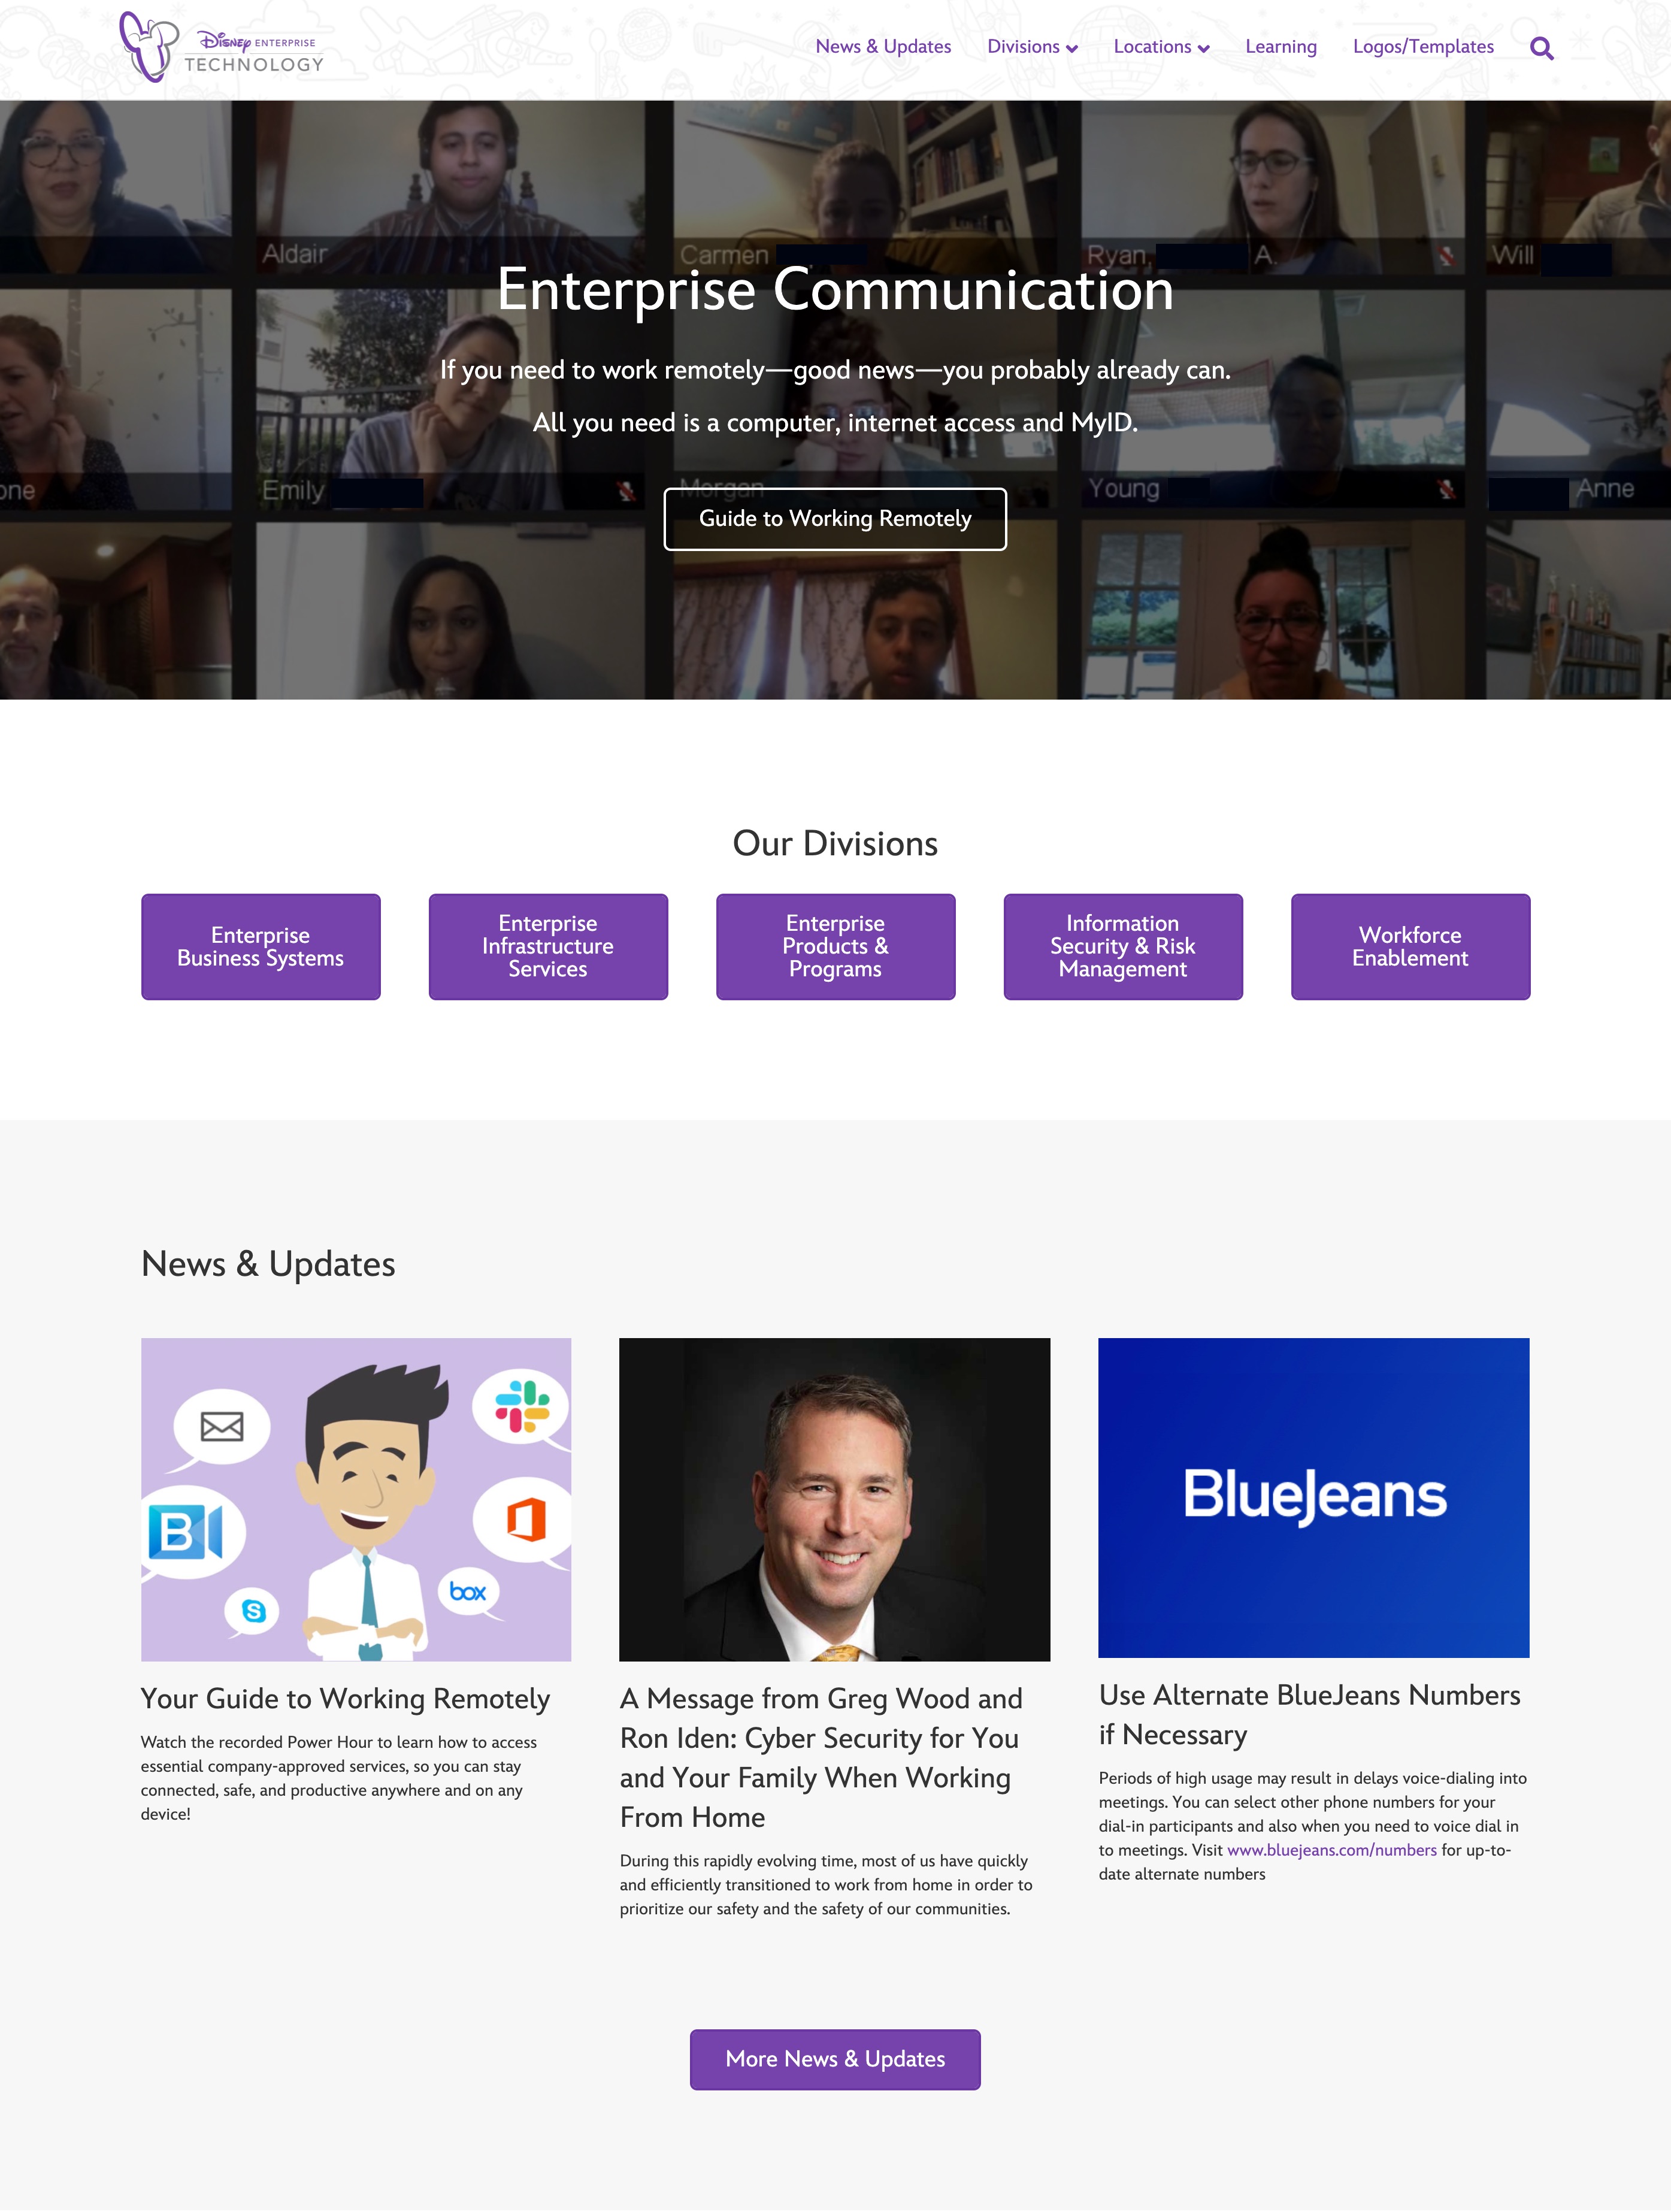 Disney ENTERPRISE
TECHNOLOGY
News & Updates
Divisions
Locations
Learning
Logos/Templates
Aldair
Carmen
Ryan, A.
Will
Enterprise Communication
If you need to work remotely—good news—you probably already can.
All you need is a computer, internet access and MyID.
one
Emily
Morgan
Young
Anne
Guide to Working Remotely
Our Divisions
Enterprise
Business Systems
Enterprise
Infrastructure
Services
Enterprise
Products &
Programs
Information
Security & Risk
Management
Workforce
Enablement
News & Updates
B
S
box
BlueJeans
Your Guide to Working Remotely
Watch the recorded Power Hour to learn how to access
essential company-approved services, so you can stay
connected, safe, and productive anywhere and on any
device!
A Message from Greg Wood and
Ron Iden: Cyber Security for You
and Your Family When Working
From Home
During this rapidly evolving time, most of us have quickly
and efficiently transitioned to work from home in order to
prioritize our safety and the safety of our communities.
Use Alternate BlueJeans Numbers
if Necessary
Periods of high usage may result in delays voice-dialing into
meetings. You can select other phone numbers for your
dial-in participants and also when you need to voice dial in
to meetings. Visit www.bluejeans.com/numbers for up-to-
date alternate numbers
More News & Updates